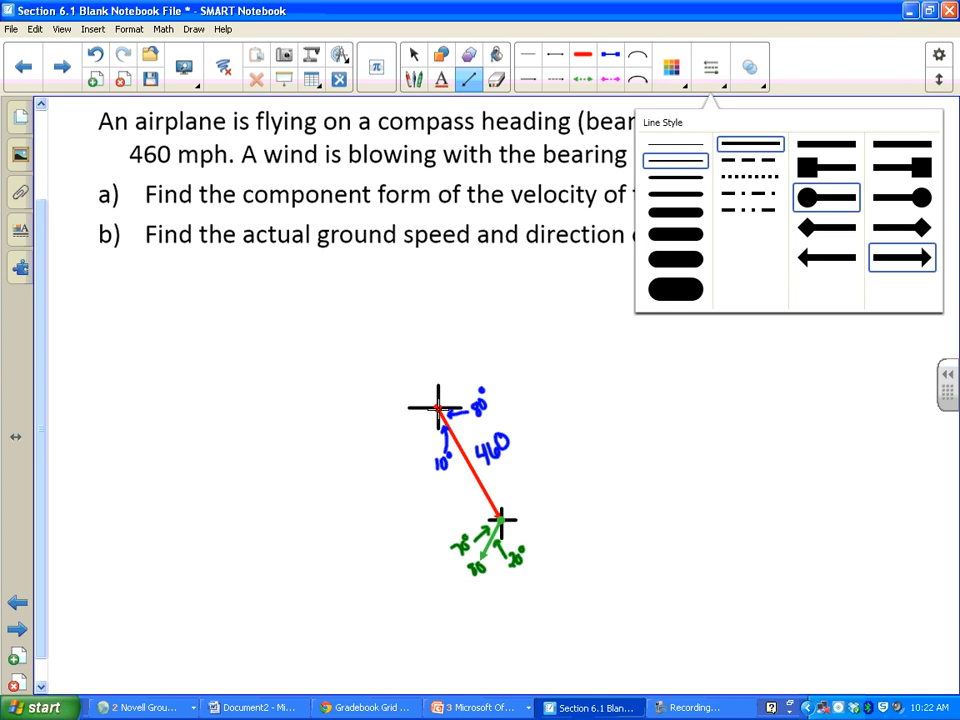 Section 6.1 Blank Notebook File * - SMART Notebook
File Edit View Insert Format Math Draw Help
Line Style
An airplane is flying on a compass heading (bear
460 mph. A wind is blowing with the bearing
a) Find the component form of the velocity of
b) Find the actual ground speed and direction
80°
460
10°
70°
20°
80
start
2 Novell Grou...
Document2 - Mi...
Gradebook Grid ...
3 Microsoft Of...
Section 6.1 Blan...
Recording...
10:22 AM